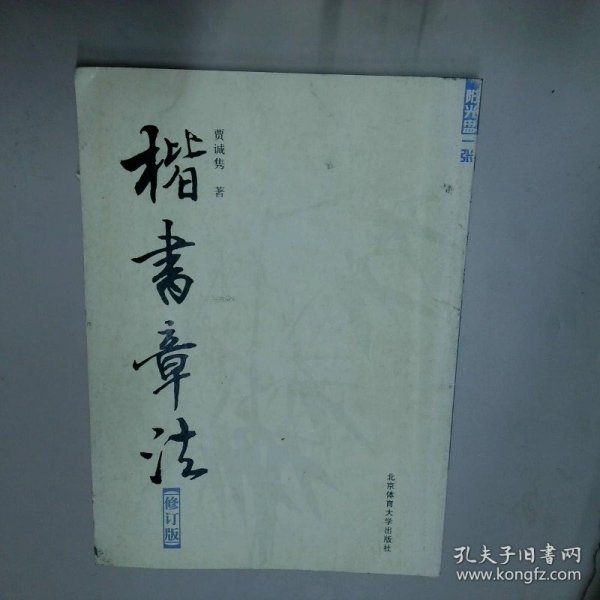 楷书章法
【修订版】
贾诚隽 著
附光盘一张
北京体育大学出版社
孔夫子旧书网
www.kongfz.com